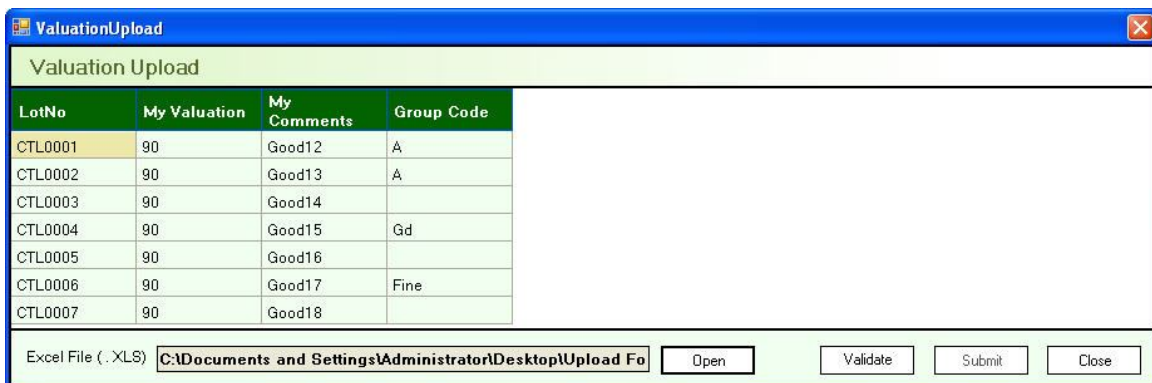 ValuationUpload
Valuation Upload
LotNo My Valuation My Comments Group Code
CTL0001 90 Good12 A
CTL0002 90 Good13 A
CTL0003 90 Good14
CTL0004 90 Good15 Gd
CTL0005 90 Good16
CTL0006 90 Good17 Fine
CTL0007 90 Good18
Excel File ( . XLS) C:\Documents and Settings\Administrator\Desktop\Upload Fo Open Validate Submit Close